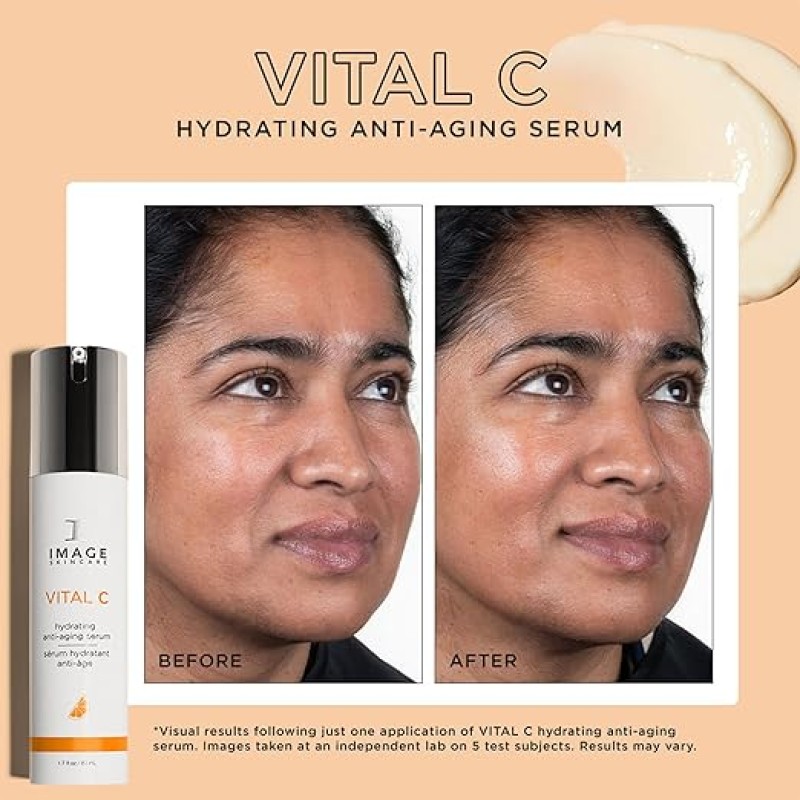 VITAL C
HYDRATING ANTI-AGING SERUM
IMAGE
SKINCARE
VITAL C
hydrating
anti-aging serum
sérum hydratant
anti-âge
BEFORE
AFTER
*Visual results following just one application of VITAL C hydrating anti-aging
serum. Images taken at an independent lab on 5 test subjects. Results may vary.